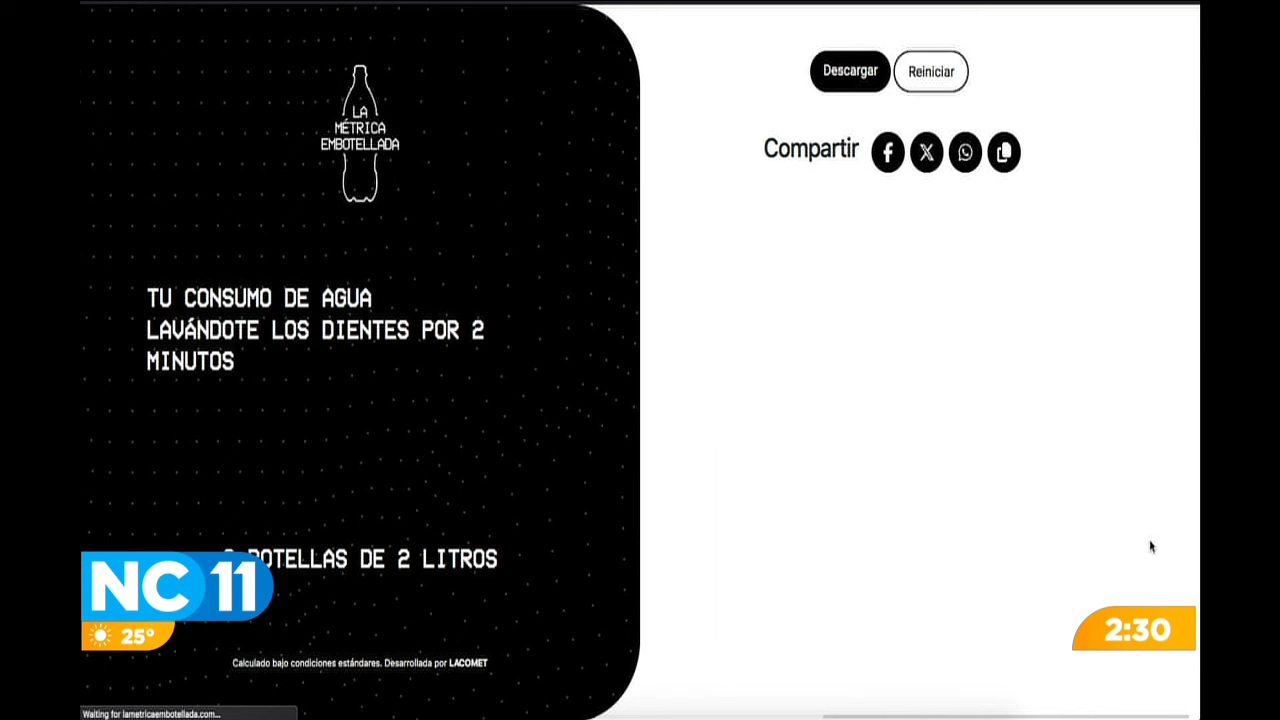 LA
MÉTRICA
EMBOTELLADA
TU CONSUMO DE AGUA
LAVÁNDOTE LOS DIENTES POR 2
MINUTOS
BOTELLAS DE 2 LITROS
Calculado bajo condiciones estándares. Desarrollada por LACOMET
Waiting for lametricaembotellada.com...
Descargar
Reiniciar
Compartir
NC 11
25°
2:30